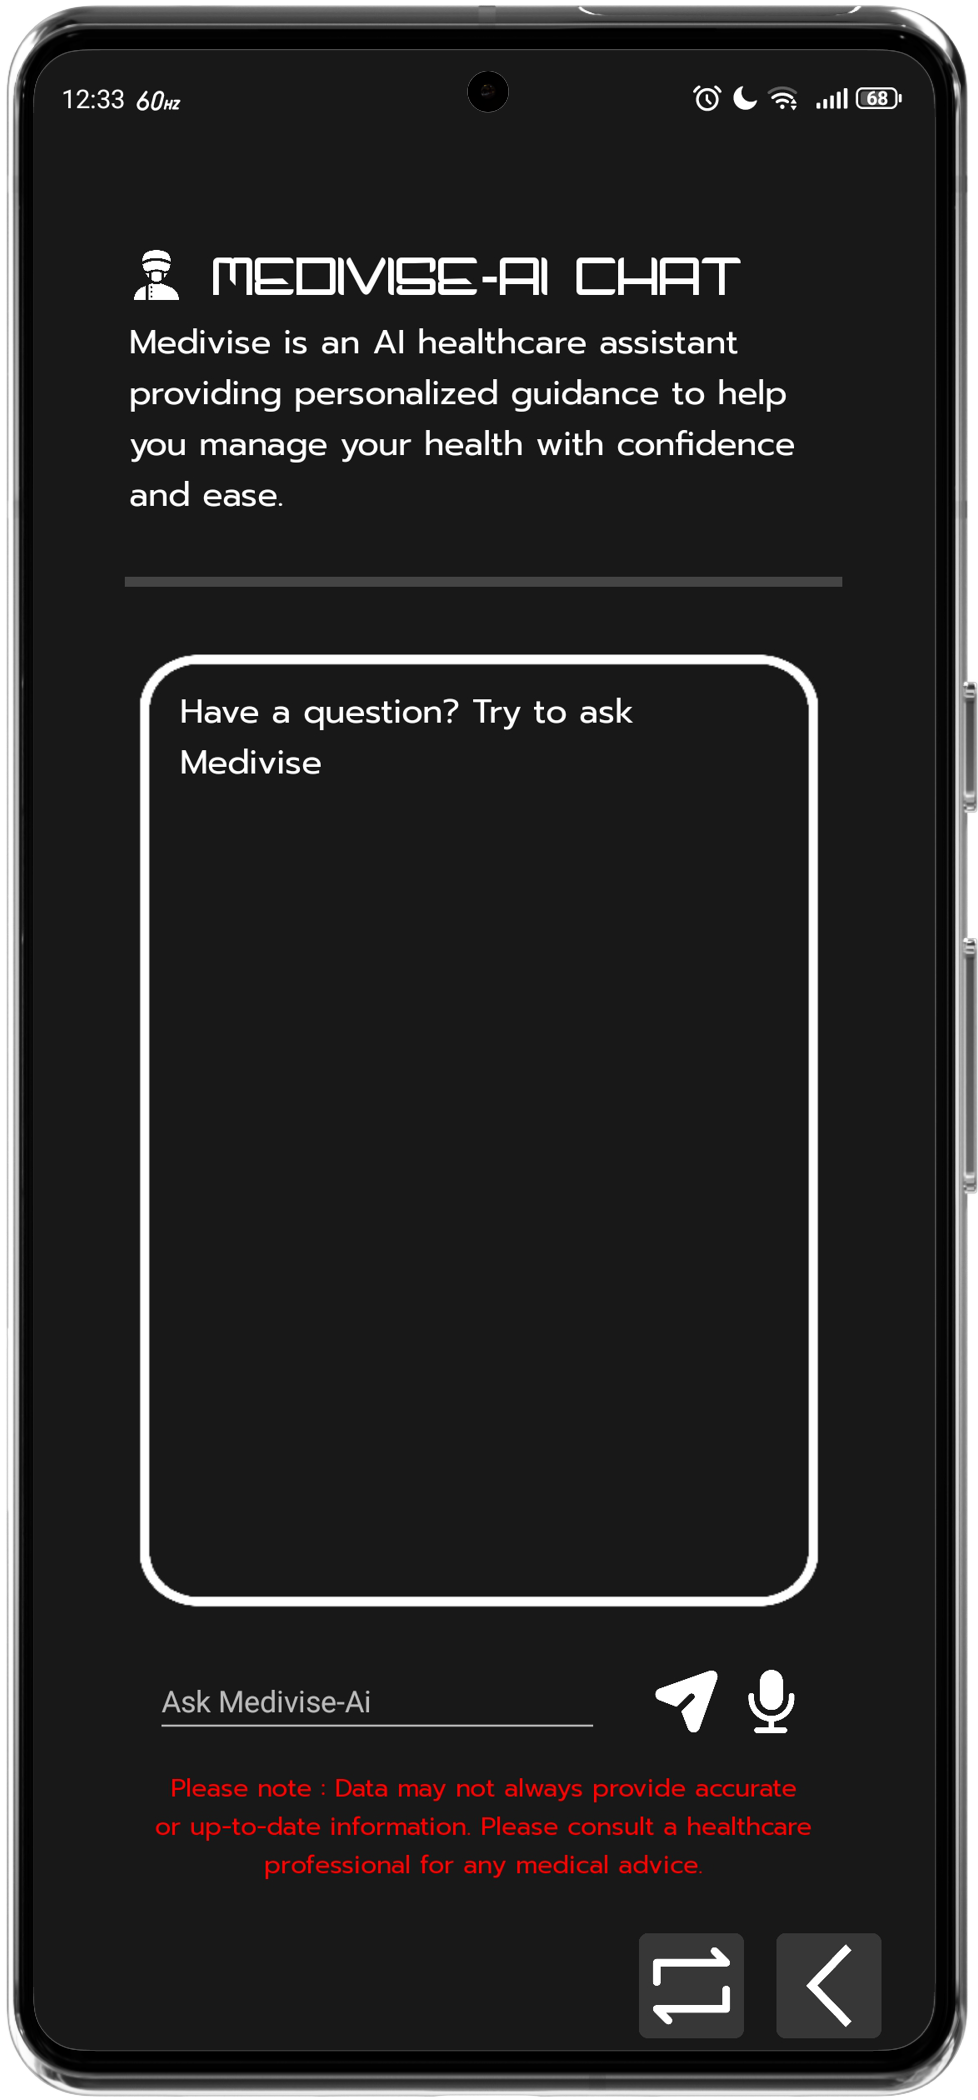 12:33 60HZ 68
MEDIVISE-AI CHAT
Medivise is an AI healthcare assistant
providing personalized guidance to help
you manage your health with confidence
and ease.
Have a question? Try to ask
Medivise
Ask Medivise-Ai
Please note : Data may not always provide accurate
or up-to-date information. Please consult a healthcare
professional for any medical advice.